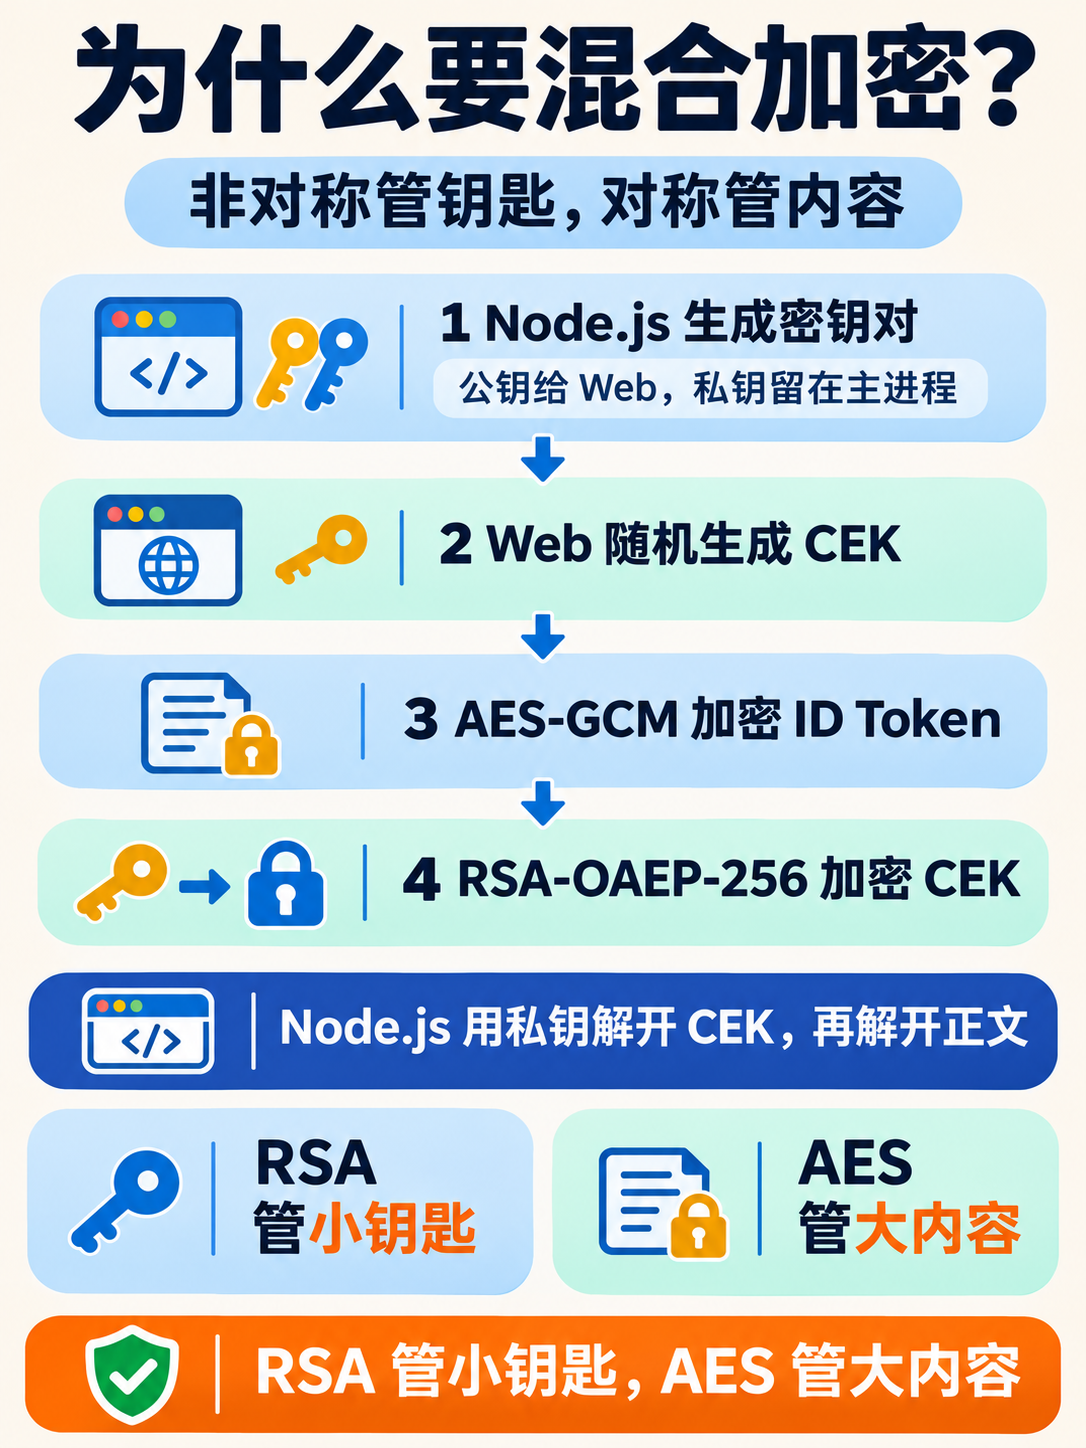 为什么要混合加密？
非对称管钥匙，对称管内容
</>
1 Node.js 生成密钥对
公钥给 Web，私钥留在主进程
2 Web 随机生成 CEK
3 AES-GCM 加密 ID Token
4 RSA-OAEP-256 加密 CEK
</>
Node.js 用私钥解开 CEK，再解开正文
RSA
管小钥匙
AES
管大内容
RSA 管小钥匙，AES 管大内容